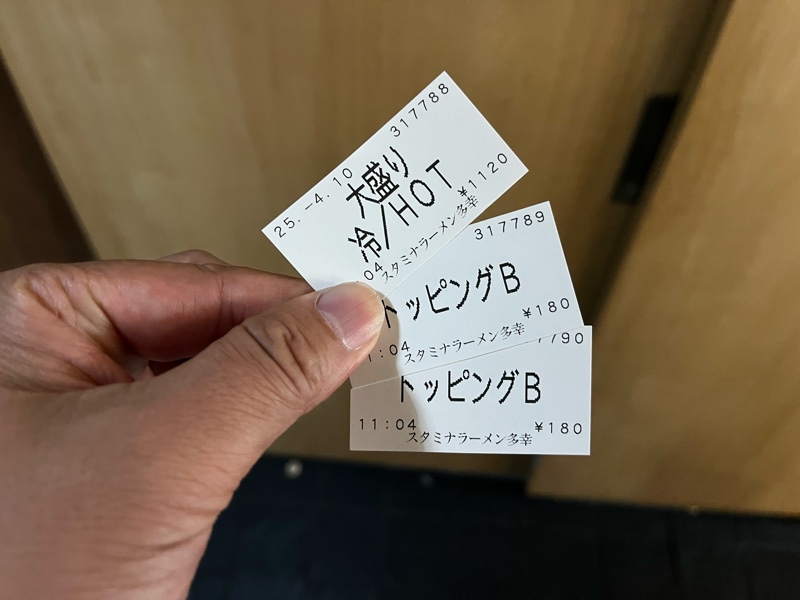 25.-4.10 317788
大盛り
冷/HOT
04 ¥1120
スタミナラーメン多幸
317789
トッピングB
1:04 ¥180
スタミナラーメン多幸
790
トッピングB
11:04 ¥180
スタミナラーメン多幸